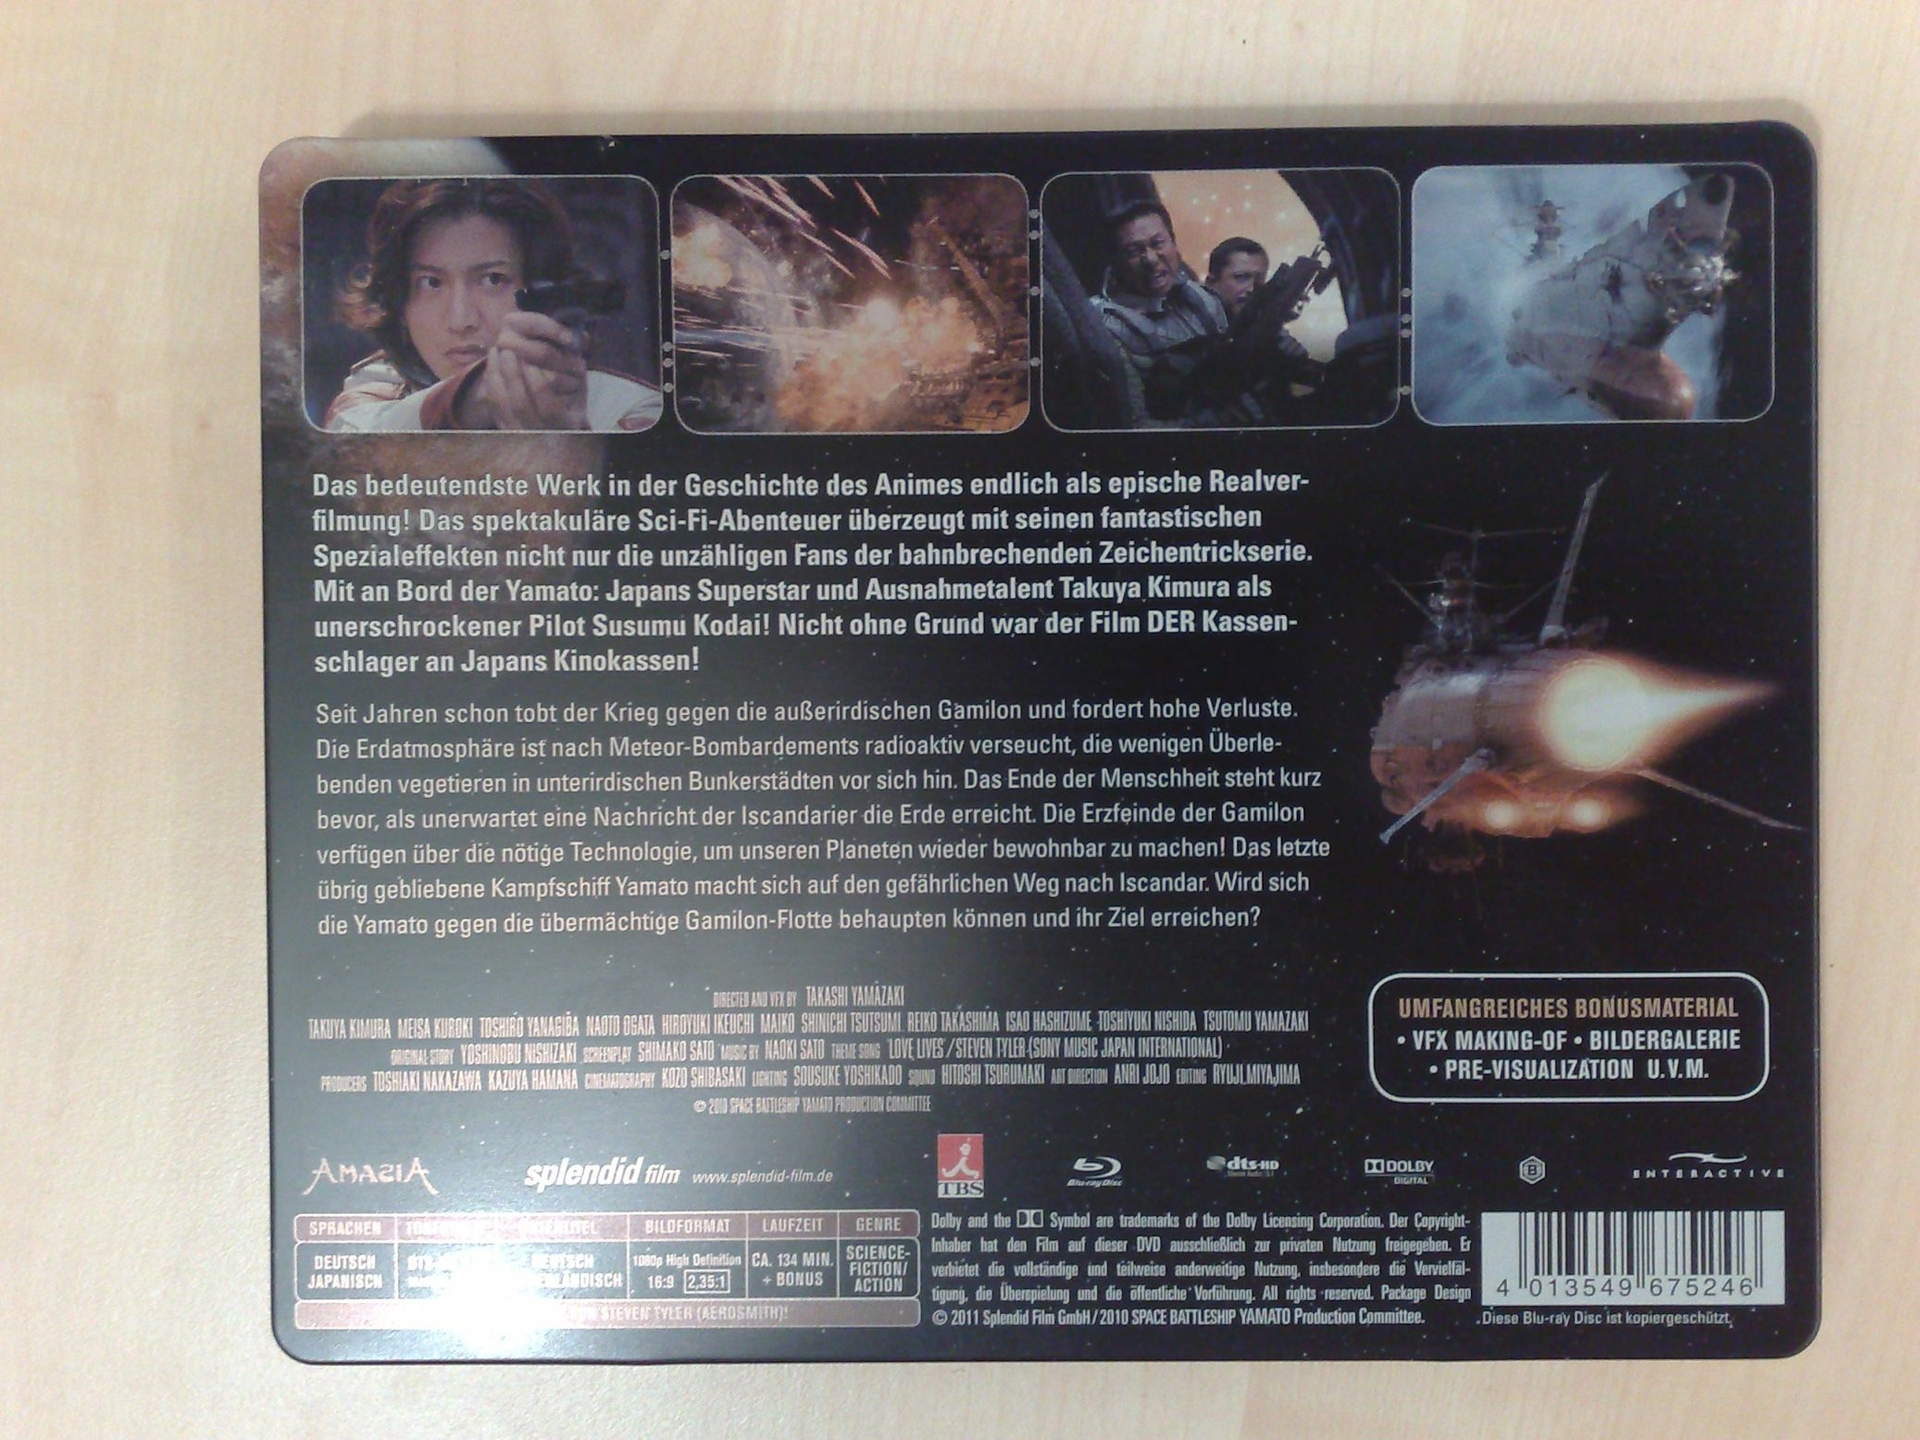 Das bedeutendste Werk in der Geschichte des Animes endlich als epische Realver-
filmung! Das spektakuläre Sci-Fi-Abenteuer überzeugt mit seinen fantastischen
Spezialeffekten nicht nur die unzähligen Fans der bahnbrechenden Zeichentrickserie.
Mit an Bord der Yamato: Japans Superstar und Ausnahmetalent Takuya Kimura als
unerschrockener Pilot Susumu Kodai! Nicht ohne Grund war der Film DER Kassen-
schlager an Japans Kinokassen!
Seit Jahren schon tobt der Krieg gegen die außerirdischen Gamilon und fordert hohe Verluste.
Die Erdatmosphäre ist nach Meteor-Bombardements radioaktiv verseucht, die wenigen Überle-
benden vegetieren in unterirdischen Bunkerstädten vor sich hin. Das Ende der Menschheit steht kurz
bevor, als unerwartet eine Nachricht der Iscandarier die Erde erreicht. Die Erzfeinde der Gamilon
verfügen über die nötige Technologie, um unseren Planeten wieder bewohnbar zu machen! Das letzte
übrig gebliebene Kampfschiff Yamato macht sich auf den gefährlichen Weg nach Iscandar. Wird sich
die Yamato gegen die übermächtige Gamilon-Flotte behaupten können und ihr Ziel erreichen?
DIRECTED AND VFX BY TAKASHI YAMAZAKI
TAKUYA KIMURA MEISA KUROKI TOSHIRO YANAGIBA NAOTO OGATA HIROYUKI IKEUCHI MAIKO SHINICHI TSUTSUMI REIKO TAKASHIMA ISAO HASHIZUME TOSHIYUKI NISHIDA TSUTOMU YAMAZAKI
ORIGINAL STORY YOSHINOBU NISHIZAKI SCREENPLAY SHIMAKO SATO MUSIC BY NAOKI SATO THEME SONG "LOVE LIVES"/STEVEN TYLER (SONY MUSIC JAPAN INTERNATIONAL)
PRODUCERS TOSHIAKI NAKAZAWA KAZUYA HAMANA CINEMATOGRAPHY KOZO SHIBASAKI LIGHTING SOUSUKE YOSHIKADO SOUND HITOSHI TSURUMAKI ART DIRECTION ANRI JOJO EDITING RYUJI MIYAJIMA
© 2010 SPACE BATTLESHIP YAMATO PRODUCTION COMMITTEE
UMFANGREICHES BONUSMATERIAL
• VFX MAKING-OF • BILDERGALERIE
• PRE-VISUALIZATION U.V.M.
AMASIA splendid film www.splendid-film.de TBS Blu-ray Disc dts-HD DOLBY DIGITAL B ENTERACTIVE
SPRACHEN BILDFORMAT LAUFZEIT GENRE
DEUTSCH JAPANISCH
1080p High Definition 16:9 2,35:1
CA. 134 MIN. + BONUS
SCIENCE-FICTION/ACTION
STEVEN TYLER (AEROSMITH)!
Dolby and the Symbol are trademarks of the Dolby Licensing Corporation. Der Copyright-
Inhaber hat den Film auf dieser DVD ausschließlich zur privaten Nutzung freigegeben. Er
verbietet die vollständige und teilweise anderweitige Nutzung, insbesondere die Vervielfäl-
tigung, die Überspielung und die öffentliche Vorführung. All rights reserved. Package Design
© 2011 Splendid Film GmbH/2010 SPACE BATTLESHIP YAMATO Production Committee.
4 013549 675246
Diese Blu-ray Disc ist kopiergeschützt.